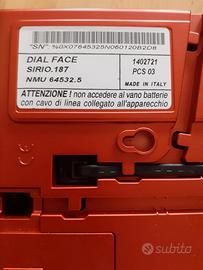 "SN" %0X07845325N060120B2D8
DIAL FACE
1402721
SIRIO.187
PCS 03
NMU 64532.5
MADE IN ITALY
ATTENZIONE ! non accedere al vano batterie
con cavo di linea collegato all'apparecchio
subito